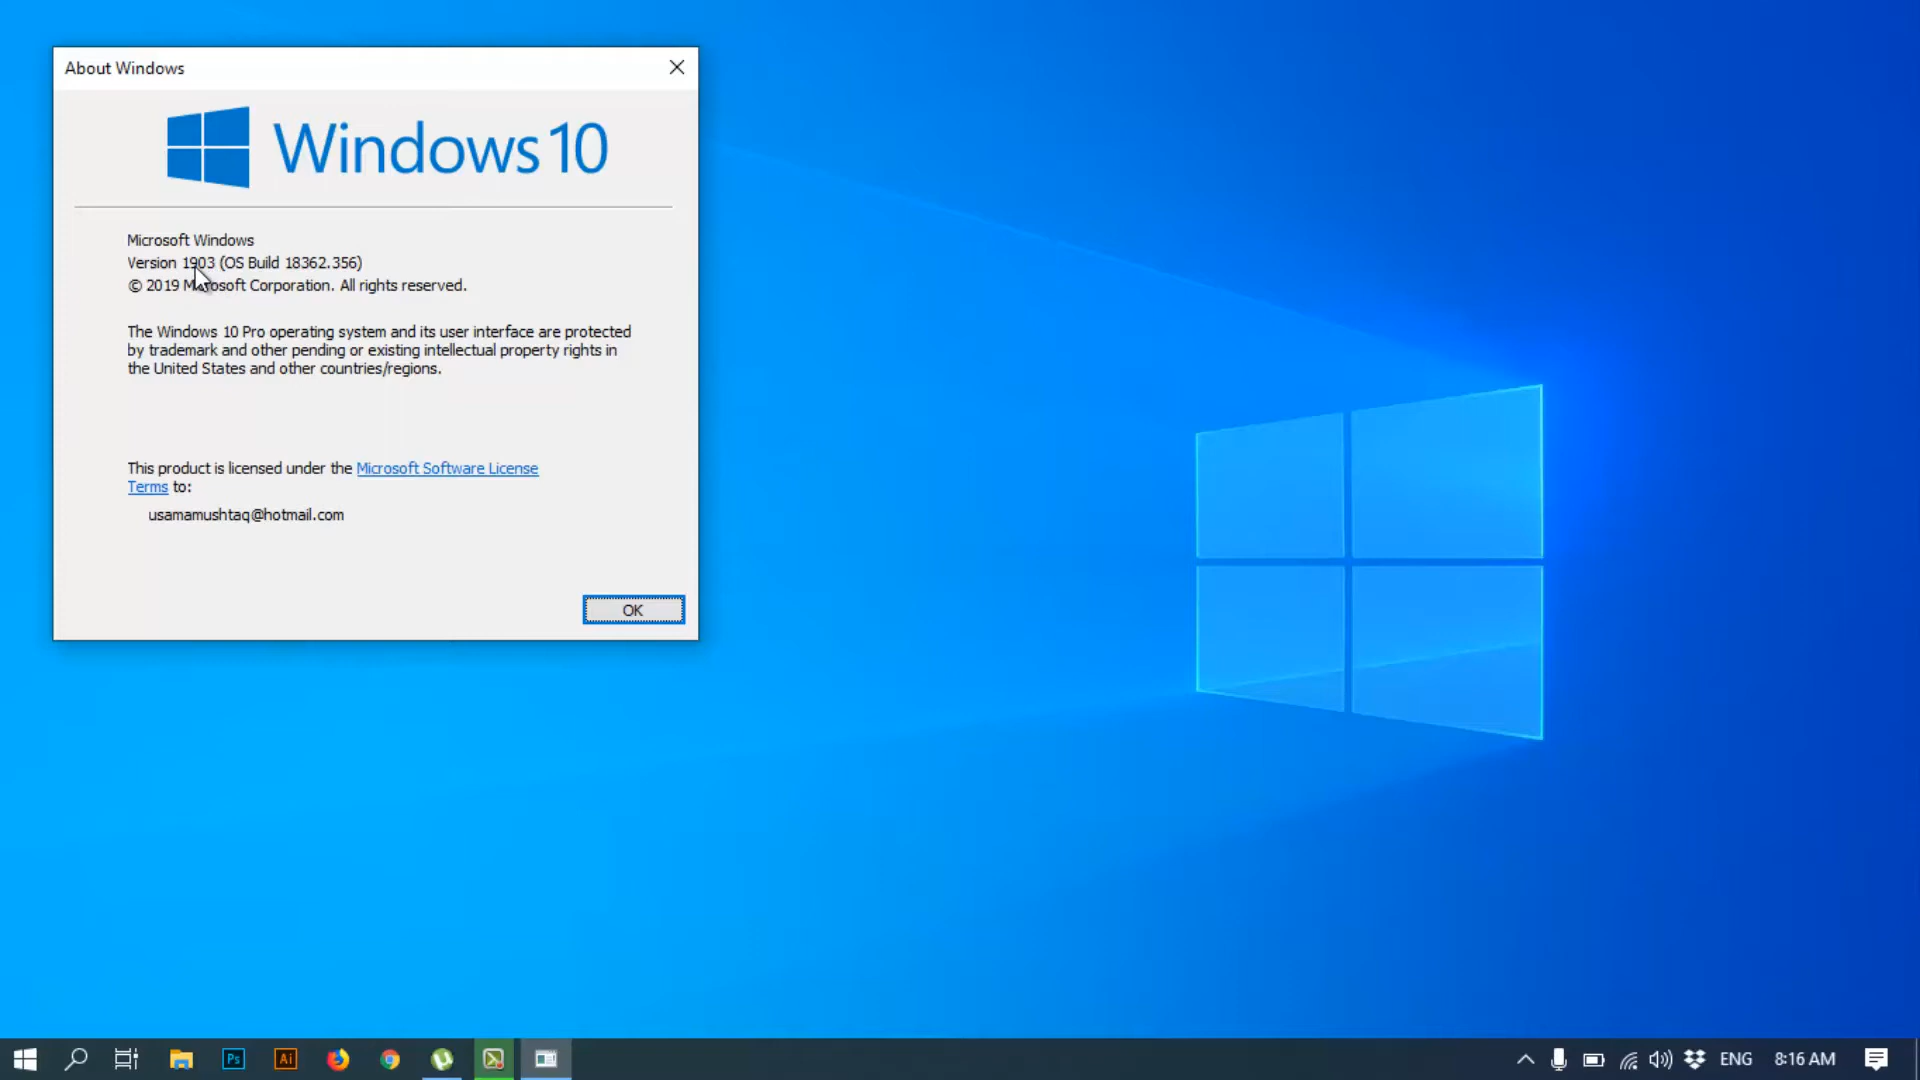 About Windows
Windows 10
Microsoft Windows
Version 1903 (OS Build 18362.356)
© 2019 Microsoft Corporation. All rights reserved.
The Windows 10 Pro operating system and its user interface are protected
by trademark and other pending or existing intellectual property rights in
the United States and other countries/regions.
This product is licensed under the Microsoft Software License
Terms to:
usamamushtaq@hotmail.com
OK
Ps
Ai
ENG
8:16 AM